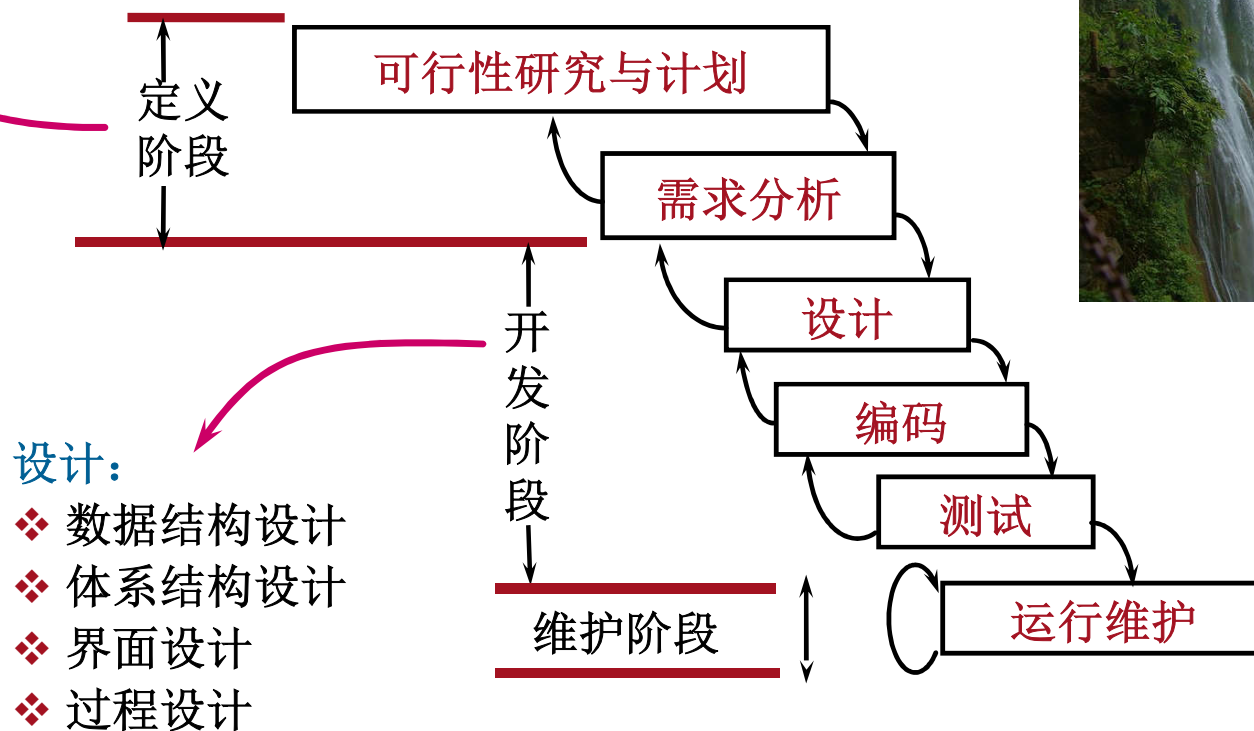 可行性研究与计划
定义
阶段
需求分析
设计
开
发
阶
段
编码
测试
运行维护
维护阶段
设计：
数据结构设计
体系结构设计
界面设计
过程设计